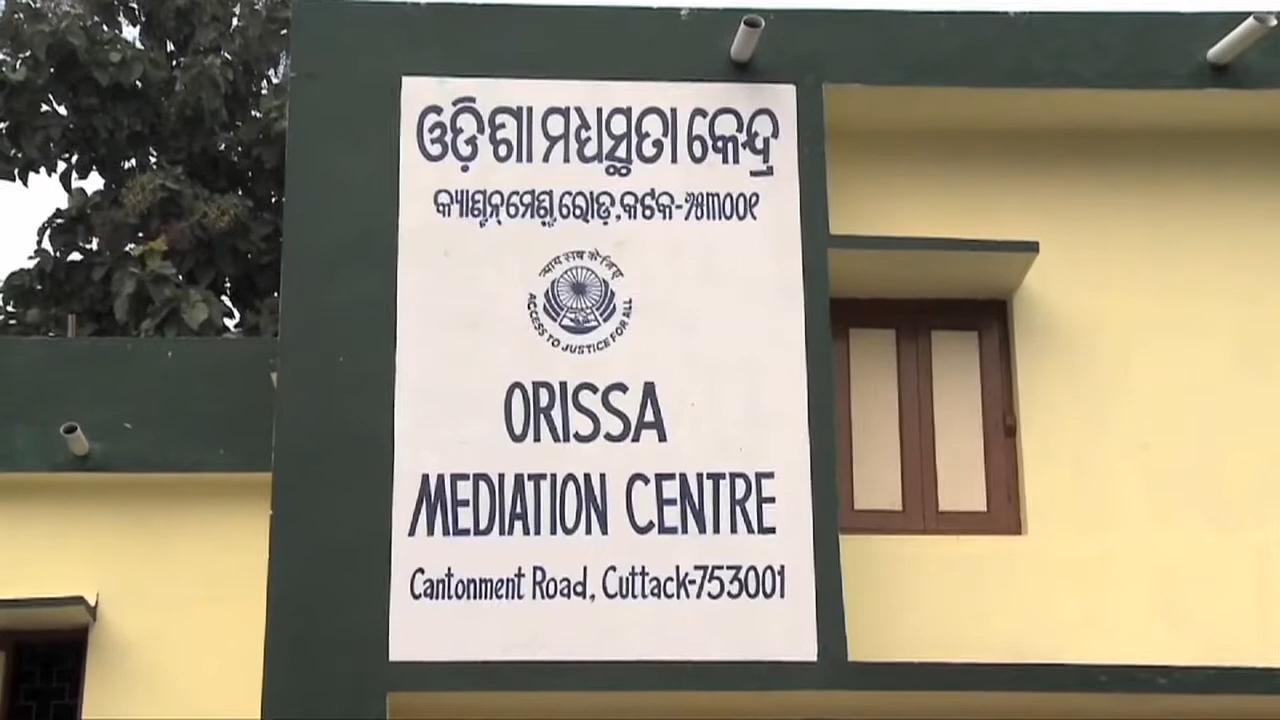 ଓଡ଼ିଶା ମଧ୍ୟସ୍ଥତା କେନ୍ଦ୍ର
କ୍ୟାଣ୍ଟନ୍‌ମେଣ୍ଟ ରୋଡ଼,କଟକ-୭୫୩୦୦୧
न्याय सब के लिए
ACCESS TO JUSTICE FOR ALL
ORISSA
MEDIATION CENTRE
Cantonment Road, Cuttack-753001